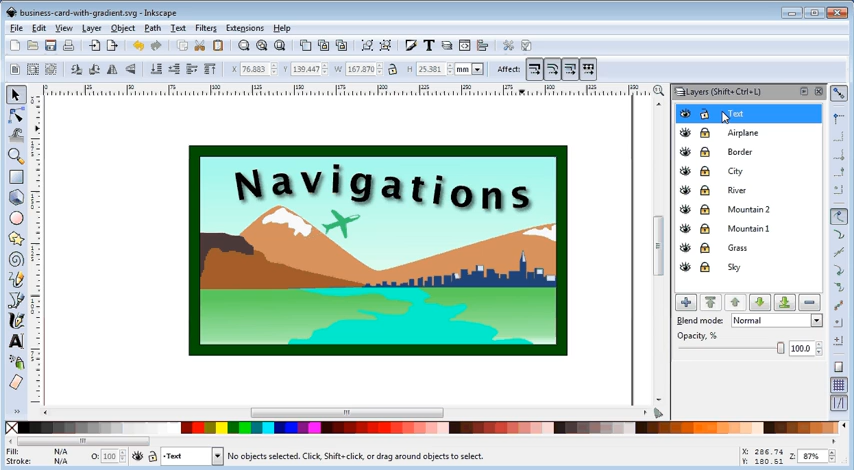 business-card-with-gradient.svg - Inkscape
File Edit View Layer Object Path Text Filters Extensions Help
X 76.883 Y 139.447 W 167.870 H 25.381 mm Affect:
Layers (Shift+Ctrl+L)
Text
Airplane
Border
City
River
Mountain 2
Mountain 1
Grass
Sky
Blend mode: Normal
Opacity, %
100.0
Navigations
Fill: N/A
Stroke: N/A
O: 100
•Text
No objects selected. Click, Shift+click, or drag around objects to select.
X: 286.74
Y: 180.51
Z: 87%